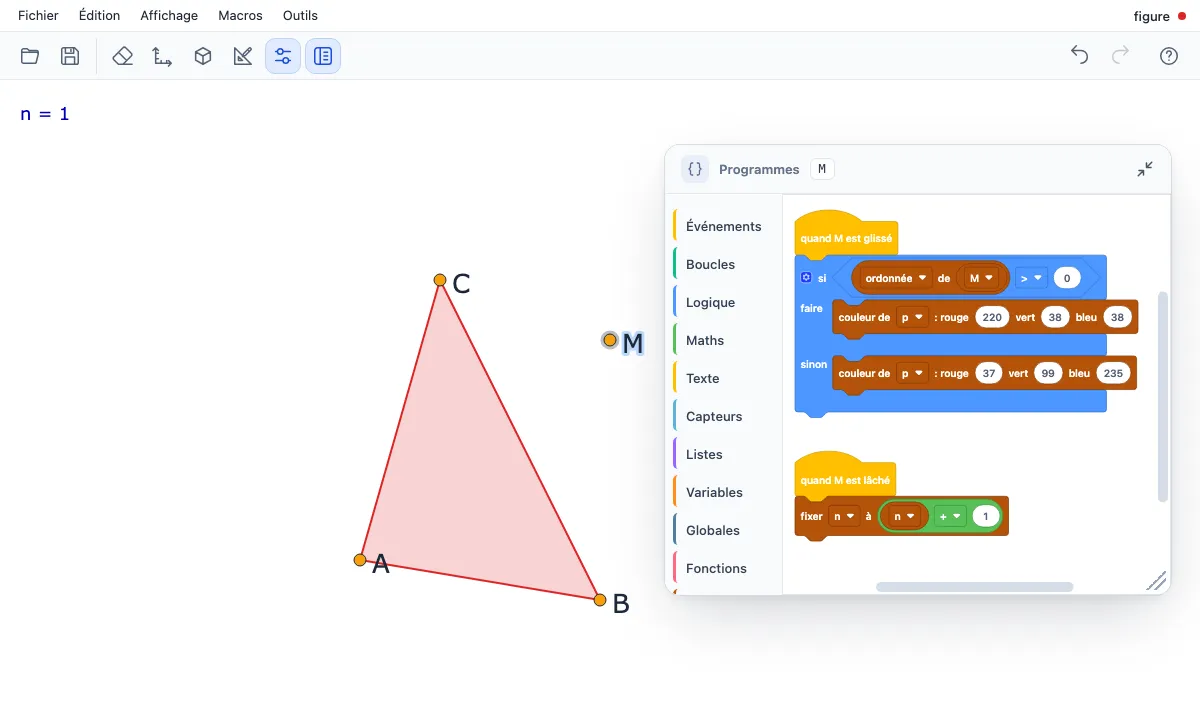 Fichier Édition Affichage Macros Outils figure
n = 1
{} Programmes M
Événements
Boucles
Logique
Maths
Texte
Capteurs
Listes
Variables
Globales
Fonctions
quand M est glissé
si ordonnée de M > 0
faire couleur de p : rouge 220 vert 38 bleu 38
sinon couleur de p : rouge 37 vert 99 bleu 235
quand M est lâché
fixer n à n + 1
C
M
A
B